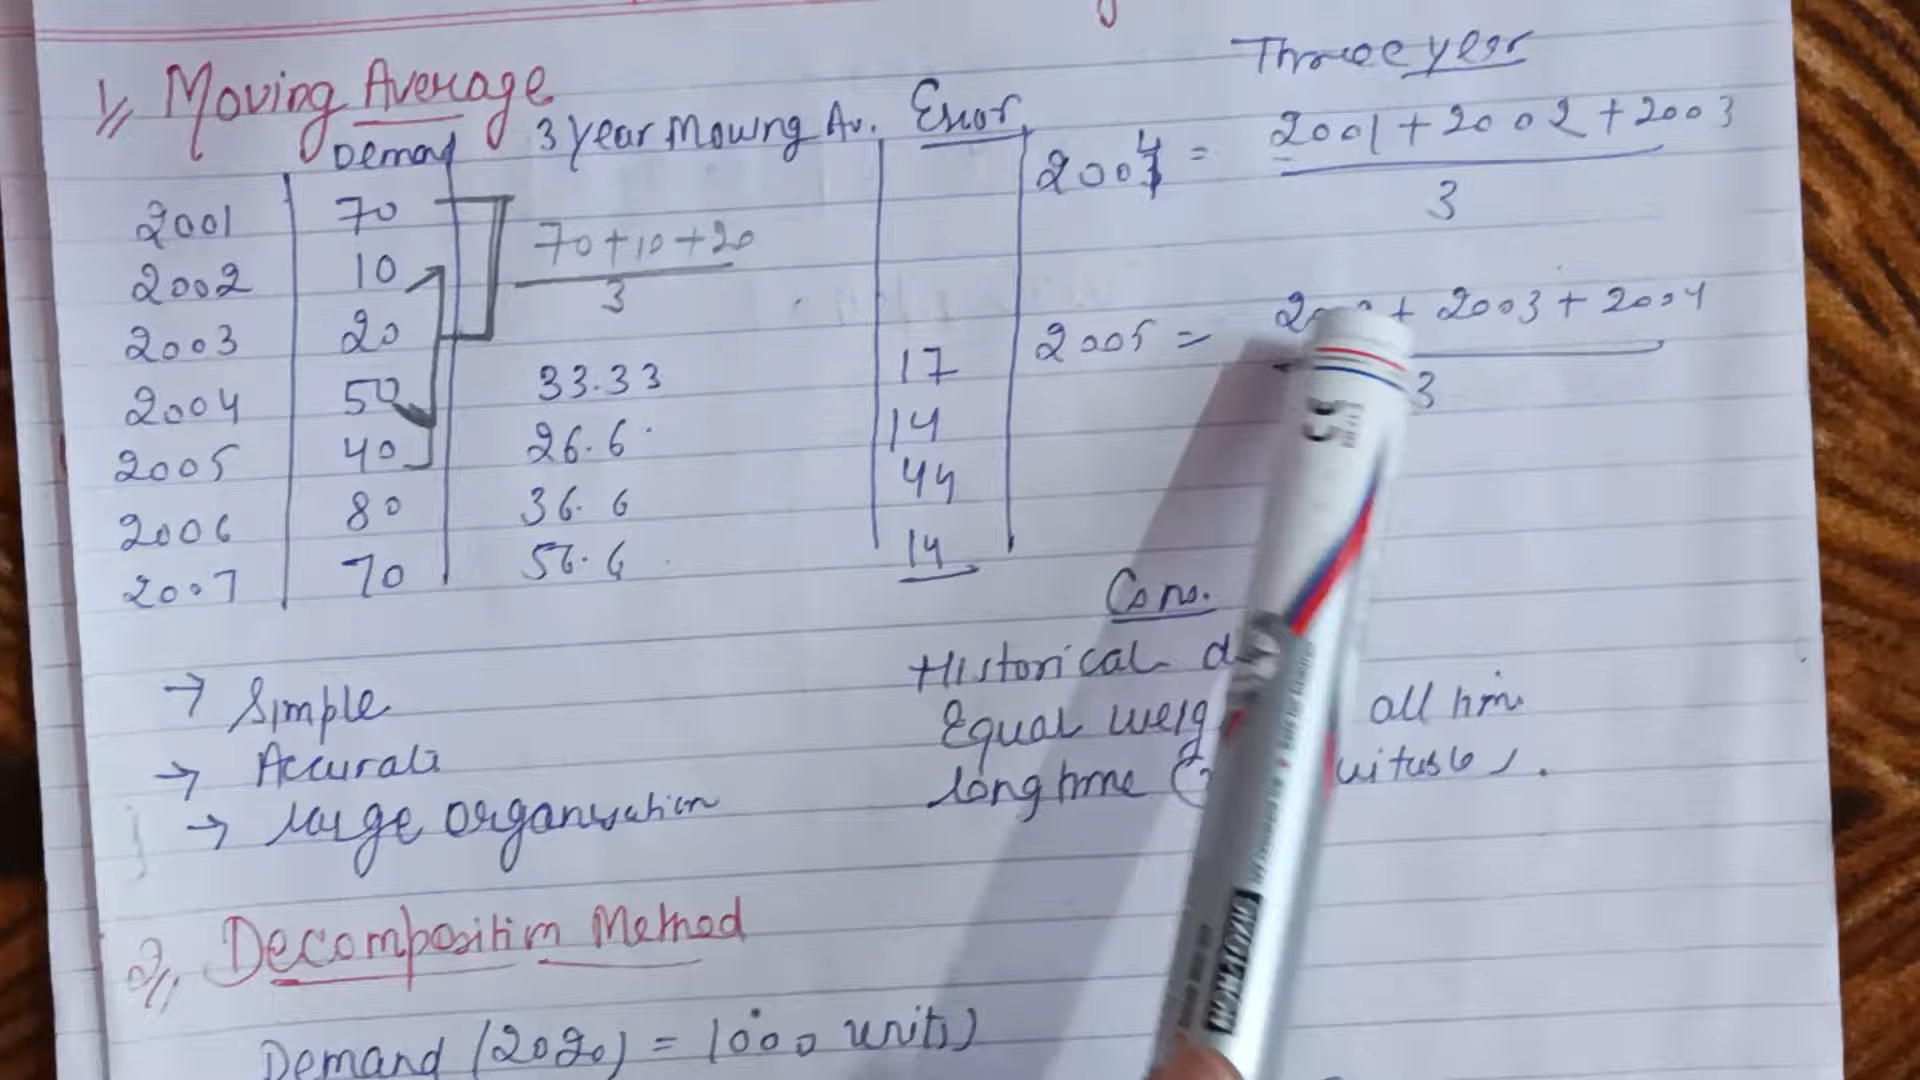 1) Moving Average
Demad 3 year Moving Av. Error
2001 70
2002 10
2003 20
2004 50 33.33 17
2005 40 26.6 14
2006 80 36.6 44
2007 70 56.6 14
70+10+20
3
Three year
2004 = 2001+2002+2003
3
2005 = + 2003 + 2004
3
→ Simple
→ Accurate
→ large organisation
Cons.
Historical
Equal all
long time
2) Decomposition Method
Demand (2020) = 1000 units)